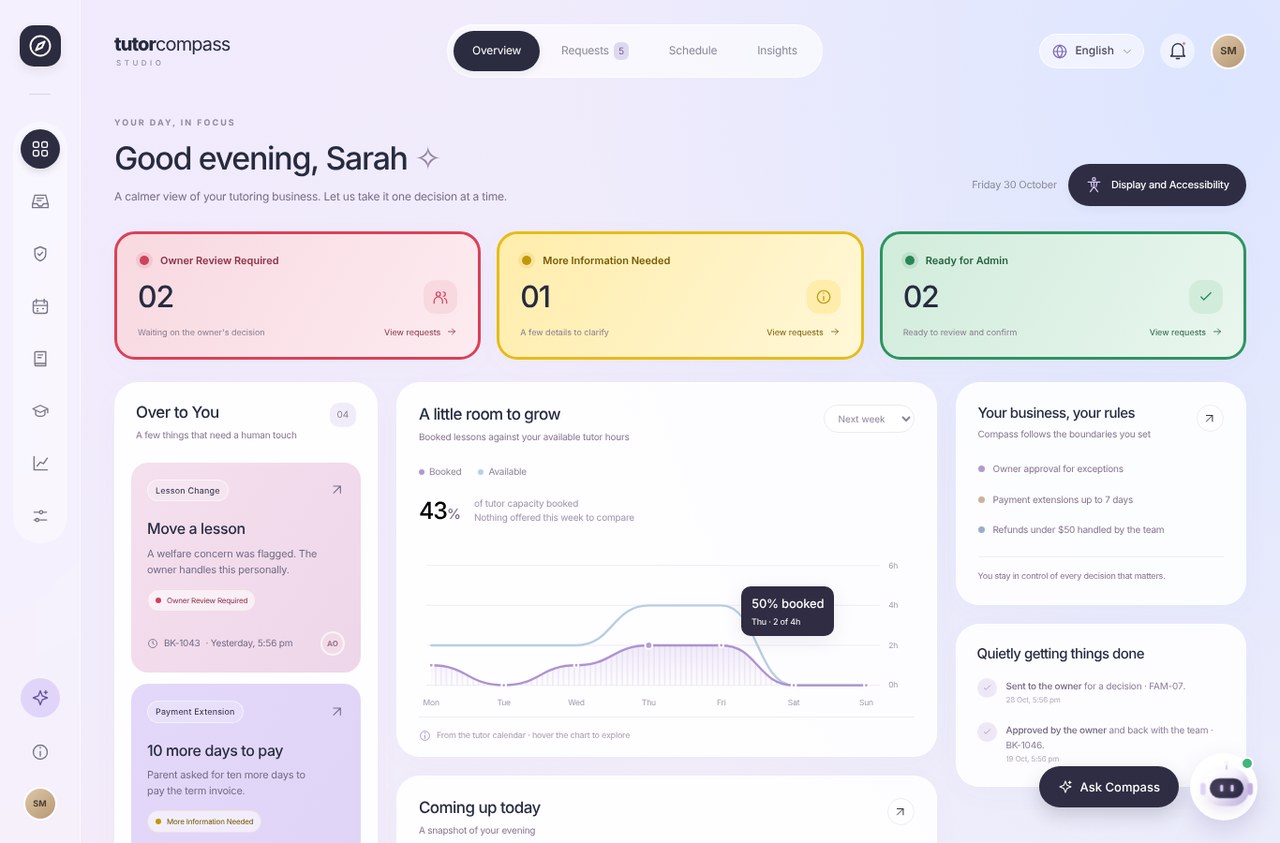 tutorcompass
STUDIO
Overview
Requests 5
Schedule
Insights
English
SM
YOUR DAY, IN FOCUS
Good evening, Sarah
A calmer view of your tutoring business. Let us take it one decision at a time.
Friday 30 October
Display and Accessibility
Owner Review Required
02
Waiting on the owner's decision
View requests
More Information Needed
01
A few details to clarify
View requests
Ready for Admin
02
Ready to review and confirm
View requests
Over to You
04
A few things that need a human touch
Lesson Change
Move a lesson
A welfare concern was flagged. The
owner handles this personally.
Owner Review Required
BK-1043 · Yesterday, 5:56 pm
AO
Payment Extension
10 more days to pay
Parent asked for ten more days to
pay the term invoice.
More Information Needed
A little room to grow
Next week
Booked lessons against your available tutor hours
Booked
Available
43%
of tutor capacity booked
Nothing offered this week to compare
6h
4h
2h
0h
50% booked
Thu · 2 of 4h
Mon
Tue
Wed
Thu
Fri
Sat
Sun
From the tutor calendar · hover the chart to explore
Coming up today
A snapshot of your evening
Your business, your rules
Compass follows the boundaries you set
Owner approval for exceptions
Payment extensions up to 7 days
Refunds under $50 handled by the team
You stay in control of every decision that matters.
Quietly getting things done
Sent to the owner for a decision · FAM-07.
28 Oct, 5:56 pm
Approved by the owner and back with the team ·
BK-1046.
19 Oct, 5:56 pm
Ask Compass
SM